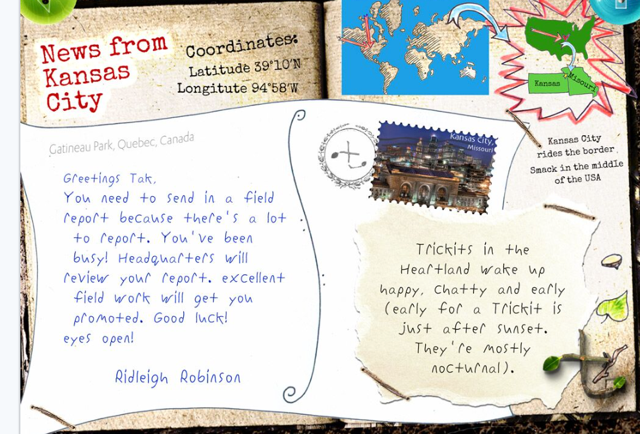 News from
Kansas
City
Coordinates:
Latitude 39°10'N
Longitute 94°58'W
Kansas
Missouri
Kansas City
rides the border
Smack in the middle
of the USA
Gatineau Park, Quebec, Canada
Greetings Tak,
You need to send in a field
report because there's a lot
to report. You've been
busy! Headquarters will
review your report. excellent
field work will get you
promoted. Good luck!
eyes open!
Ridleigh Robinson
Kansas City,
Missouri
Trickits in the
Heartland wake up
happy, chatty and early
(early for a Trickit is
just after sunset.
They're mostly
nocturnal).